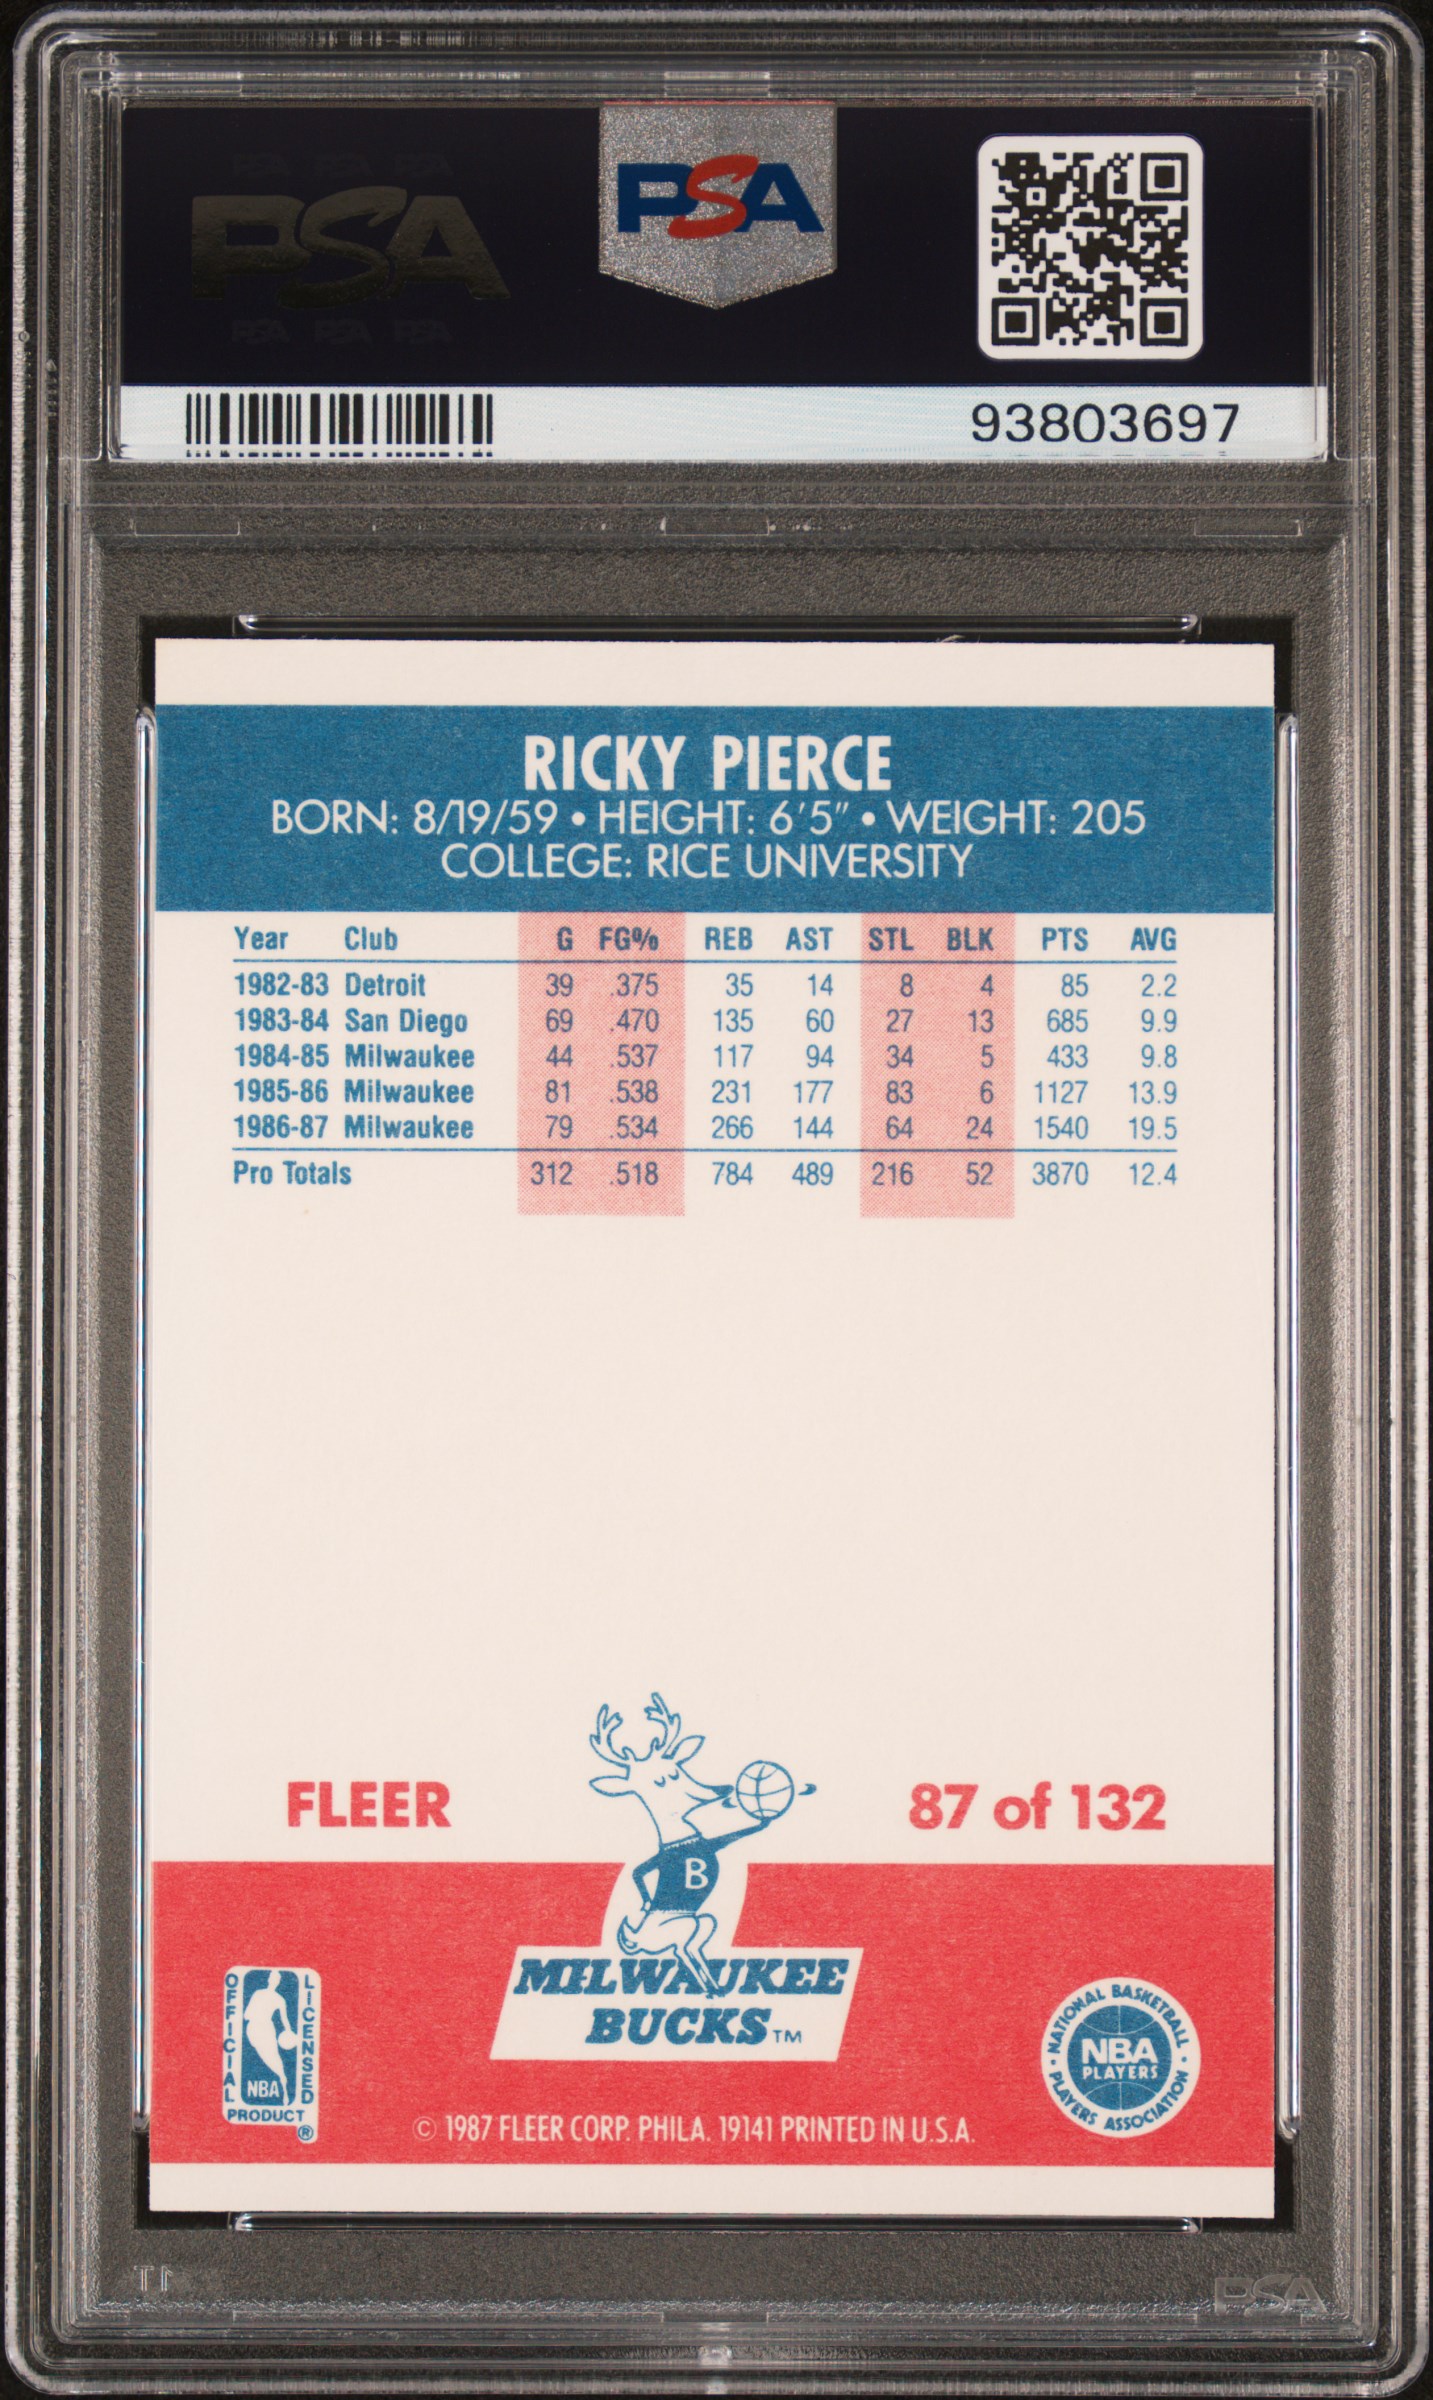 PSA
PSA
93803697
RICKY PIERCE
BORN: 8/19/59 • HEIGHT: 6'5" • WEIGHT: 205
COLLEGE: RICE UNIVERSITY
Year Club G FG% REB AST STL BLK PTS AVG
1982-83 Detroit 39 .375 35 14 8 4 85 2.2
1983-84 San Diego 69 .470 135 60 27 13 685 9.9
1984-85 Milwaukee 44 .537 117 94 34 5 433 9.8
1985-86 Milwaukee 81 .538 231 177 83 6 1127 13.9
1986-87 Milwaukee 79 .534 266 144 64 24 1540 19.5
Pro Totals 312 .518 784 489 216 52 3870 12.4
FLEER
87 of 132
B
MILWAUKEE
BUCKS™
OFFICIAL LICENSED
NBA
PRODUCT
®
NATIONAL BASKETBALL
NBA
PLAYERS
• PLAYERS ASSOCIATION •
© 1987 FLEER CORP. PHILA. 19141 PRINTED IN U.S.A.
PSA